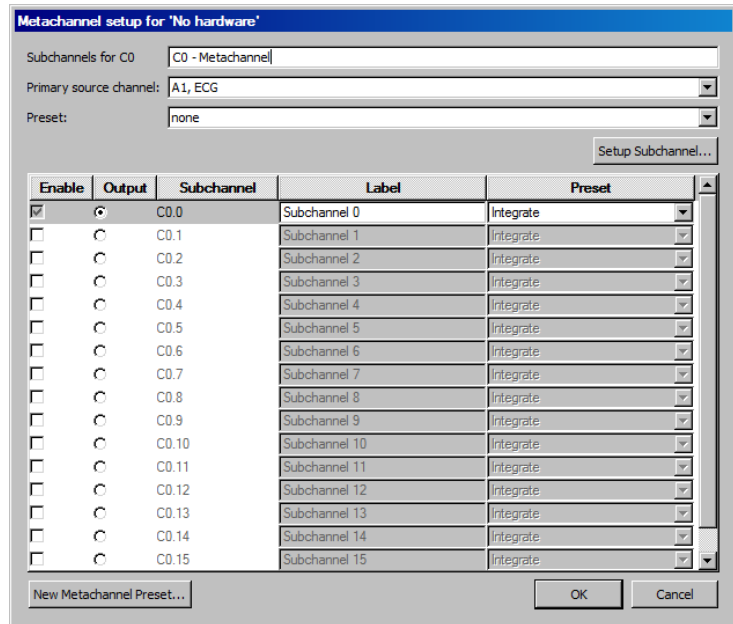 Metachannel setup for 'No hardware'
Subchannels for C0 C0 - Metachannel
Primary source channel: A1, ECG
Preset: none
Setup Subchannel...
Enable Output Subchannel Label Preset
C0.0 Subchannel 0 Integrate
C0.1 Subchannel 1 Integrate
C0.2 Subchannel 2 Integrate
C0.3 Subchannel 3 Integrate
C0.4 Subchannel 4 Integrate
C0.5 Subchannel 5 Integrate
C0.6 Subchannel 6 Integrate
C0.7 Subchannel 7 Integrate
C0.8 Subchannel 8 Integrate
C0.9 Subchannel 9 Integrate
C0.10 Subchannel 10 Integrate
C0.11 Subchannel 11 Integrate
C0.12 Subchannel 12 Integrate
C0.13 Subchannel 13 Integrate
C0.14 Subchannel 14 Integrate
C0.15 Subchannel 15 Integrate
New Metachannel Preset... OK Cancel